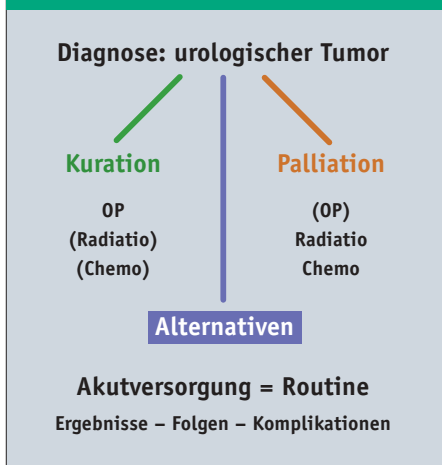 Diagnose: urologischer Tumor
Kuration
OP
(Radiatio)
(Chemo)
Palliation
(OP)
Radiatio
Chemo
Alternativen
Akutversorgung = Routine
Ergebnisse – Folgen – Komplikationen